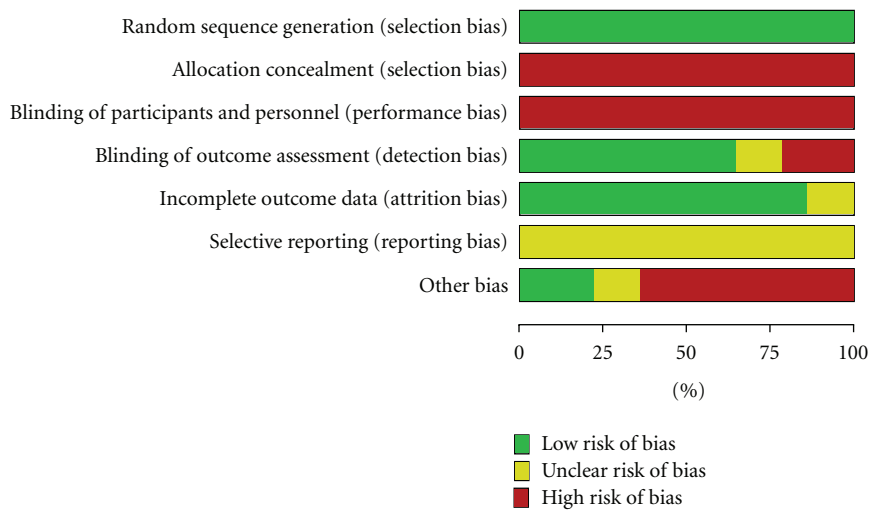 Random sequence generation (selection bias)
Allocation concealment (selection bias)
Blinding of participants and personnel (performance bias)
Blinding of outcome assessment (detection bias)
Incomplete outcome data (attrition bias)
Selective reporting (reporting bias)
Other bias
0 25 50 75 100
(%)
Low risk of bias
Unclear risk of bias
High risk of bias